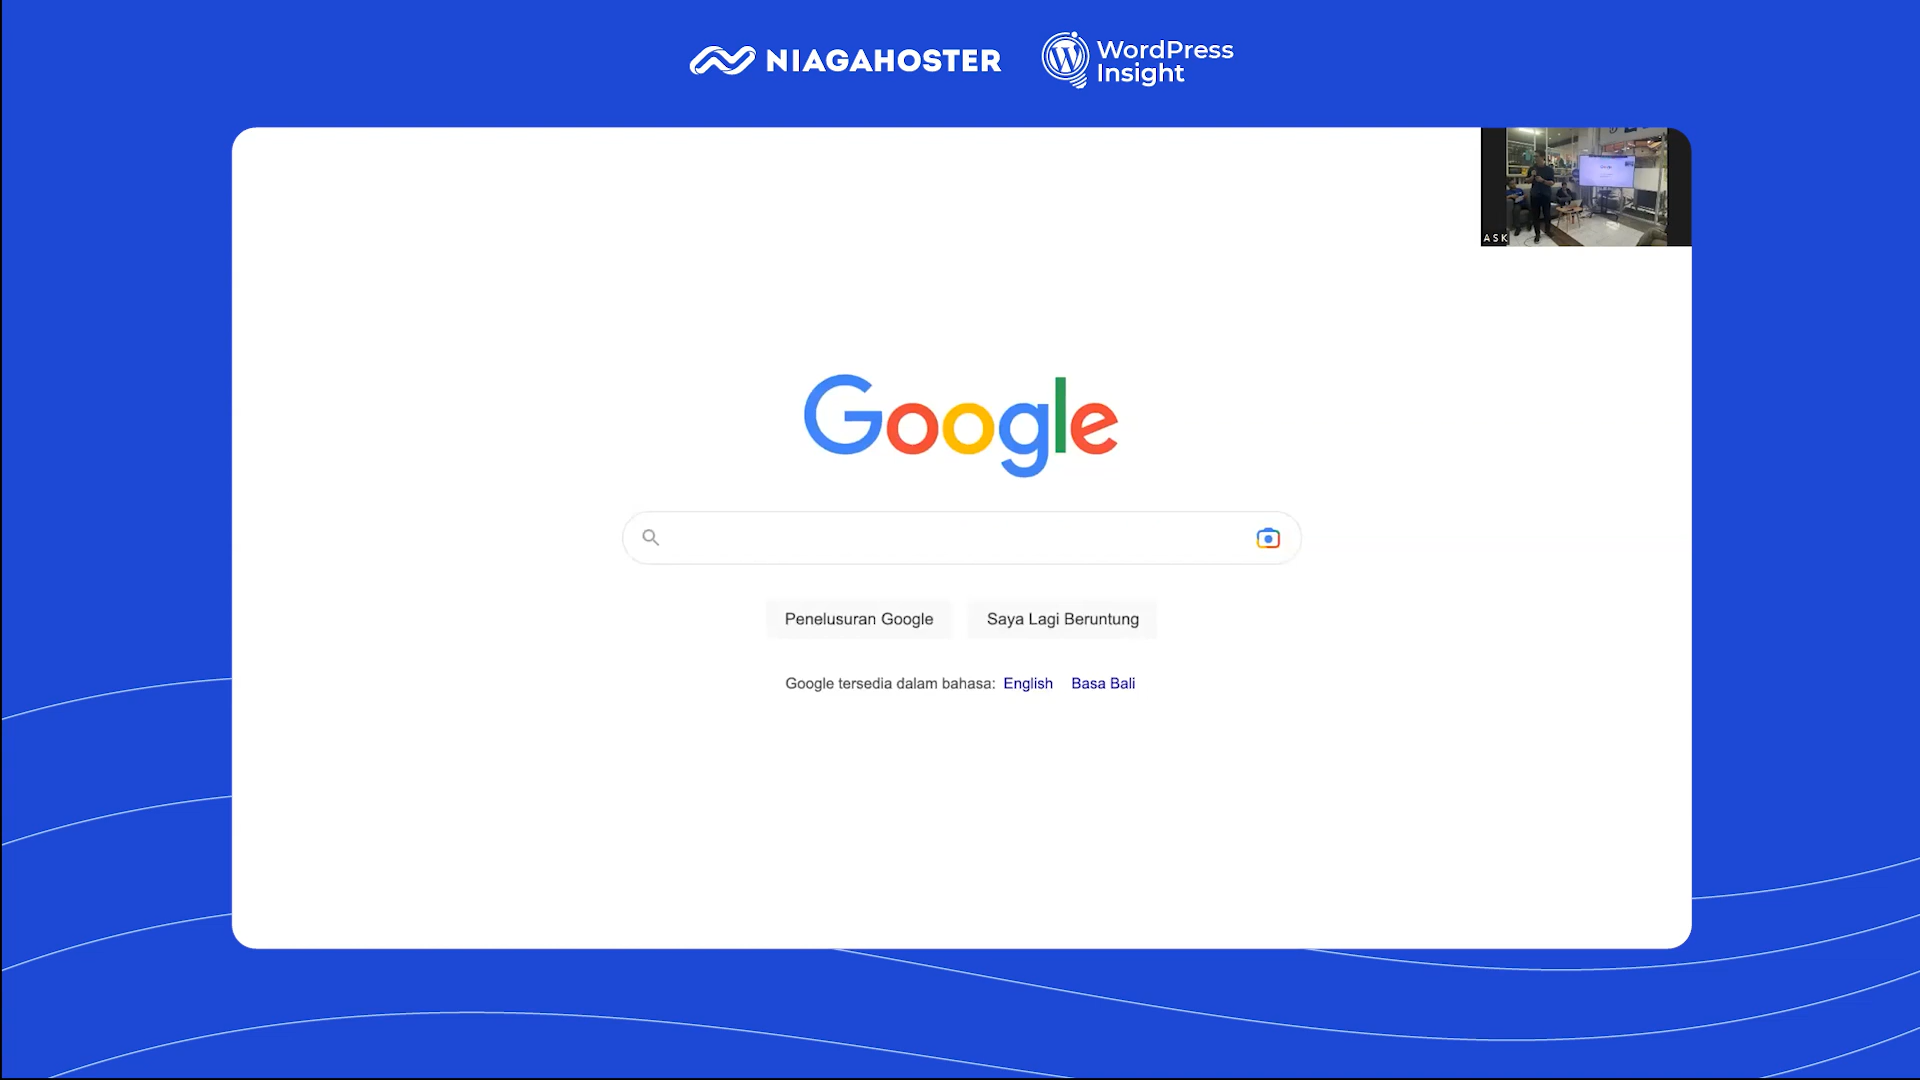 NIAGAHOSTER
WordPress
Insight
ASK
Google
Penelusuran Google
Saya Lagi Beruntung
Google tersedia dalam bahasa: English Basa Bali